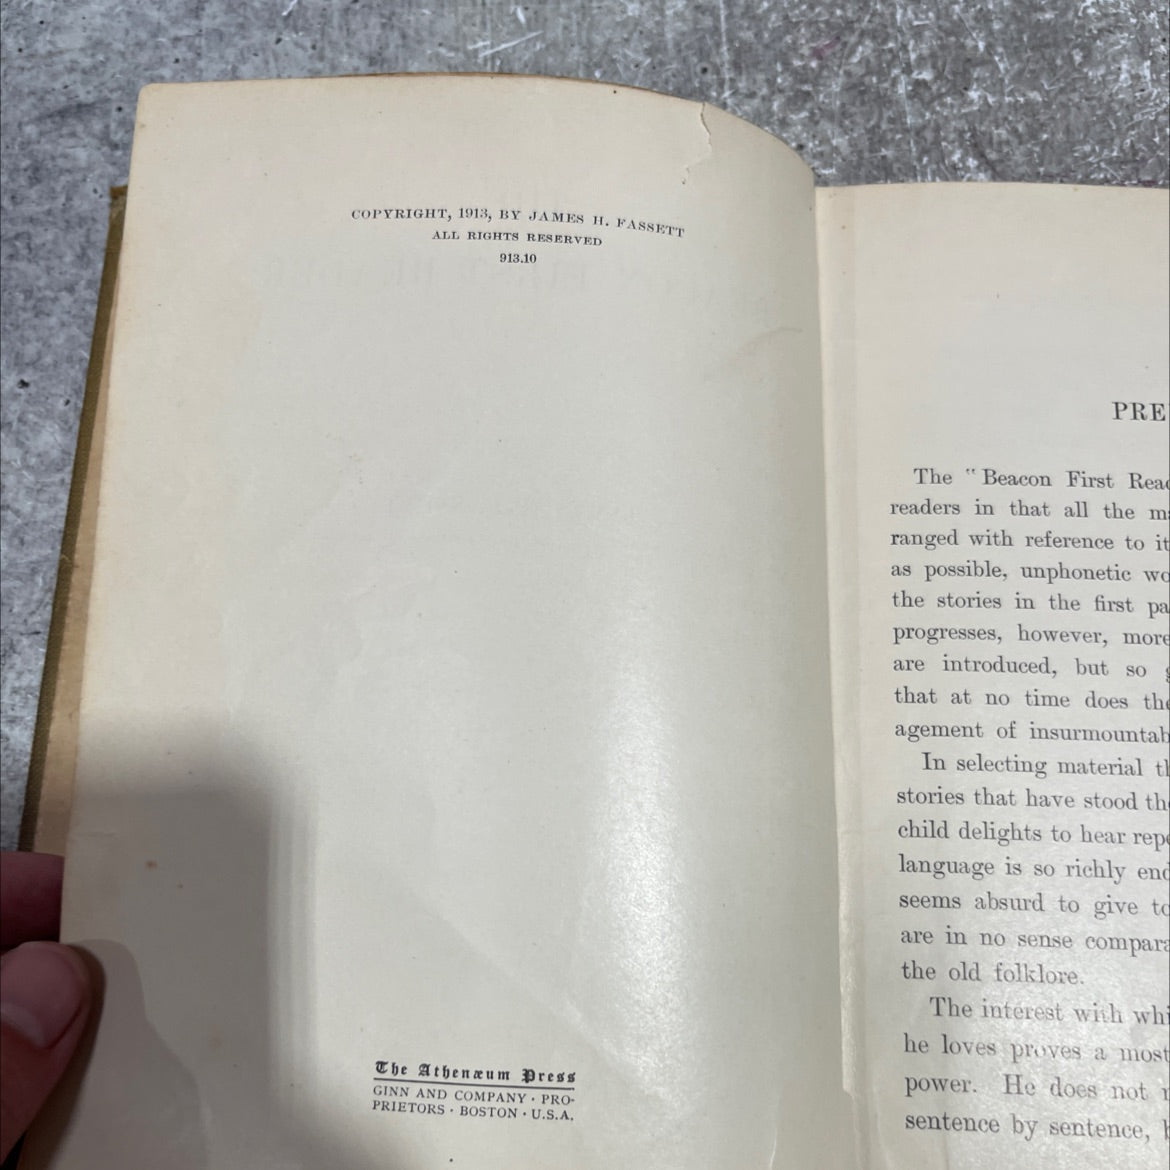 COPYRIGHT, 1913, BY JAMES H. FASSETT
ALL RIGHTS RESERVED
913.10
The Athenæum Press
GINN AND COMPANY · PRO-
PRIETORS · BOSTON · U.S.A.
PRE
The “Beacon First Read
readers in that all the m
ranged with reference to it
as possible, unphonetic wo
the stories in the first pa
progresses, however, more
are introduced, but so g
that at no time does the
agement of insurmountab
In selecting material th
stories that have stood the
child delights to hear repe
language is so richly end
seems absurd to give to
are in no sense compara
the old folklore.
The interest with whi
he loves proves a most
power. He does not r
sentence by sentence,